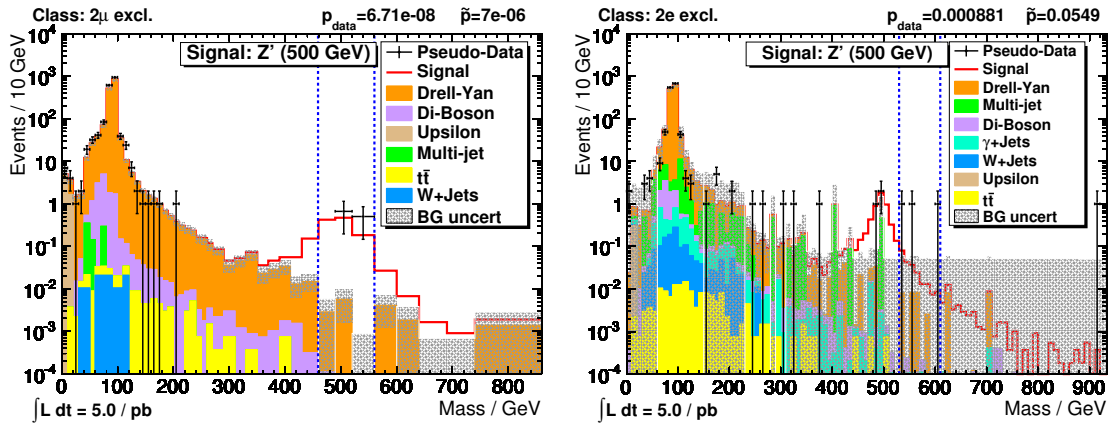 Class: 2μ excl.
p_data=6.71e-08 p̃=7e-06
Events / 10 GeV
10^4
10^3
10^2
10
1
10^-1
10^-2
10^-3
10^-4
Signal: Z' (500 GeV)
Pseudo-Data
Signal
Drell-Yan
Di-Boson
Upsilon
Multi-jet
tt̄
W+Jets
BG uncert
0 100 200 300 400 500 600 700 800
∫L dt = 5.0 / pb
Mass / GeV
Class: 2e excl.
p_data=0.000881 p̃=0.0549
Events / 10 GeV
10^4
10^3
10^2
10
1
10^-1
10^-2
10^-3
10^-4
Signal: Z' (500 GeV)
Pseudo-Data
Signal
Drell-Yan
Multi-jet
Di-Boson
γ+Jets
W+Jets
Upsilon
tt̄
BG uncert
0 100 200 300 400 500 600 700 800 900
∫L dt = 5.0 / pb
Mass / GeV